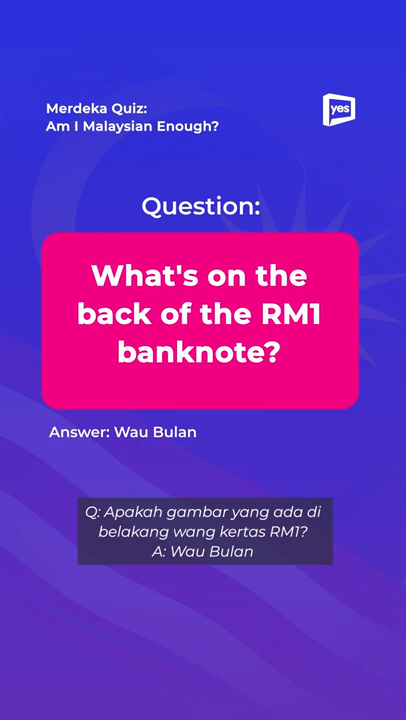 Merdeka Quiz:
Am I Malaysian Enough?
yes
Question:
What's on the
back of the RM1
banknote?
Answer: Wau Bulan
Q: Apakah gambar yang ada di
belakang wang kertas RM1?
A: Wau Bulan